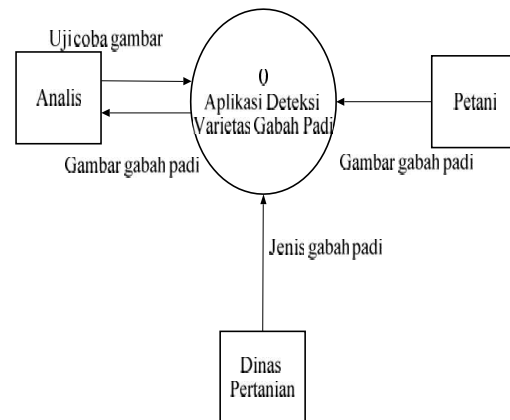 Ujicoba gambar
0
Aplikasi Deteksi
Varietas Gabah Padi
Analis
Petani
Gambar gabah padi
Gambar gabah padi
Jenis gabah padi
Dinas
Pertanian